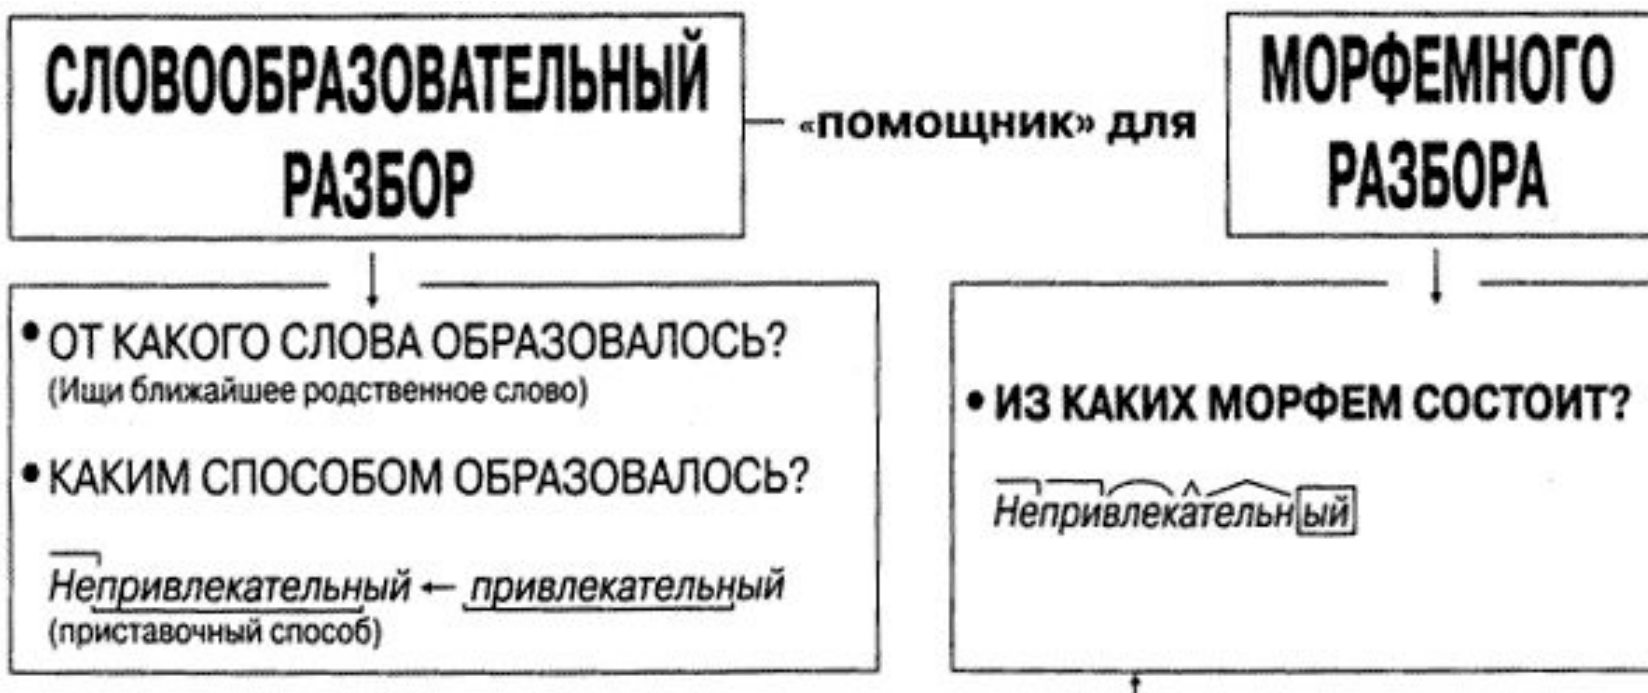 СЛОВООБРАЗОВАТЕЛЬНЫЙ
РАЗБОР
«ПОМОЩНИК» ДЛЯ
МОРФЕМНОГО
РАЗБОРА
• ОТ КАКОГО СЛОВА ОБРАЗОВАЛОСЬ?
(Ищи ближайшее родственное слово)
• КАКИМ СПОСОБОМ ОБРАЗОВАЛОСЬ?
Непривлекательный ← привлекательный
(приставочный способ)
• ИЗ КАКИХ МОРФЕМ СОСТОИТ?
Непривлекательный